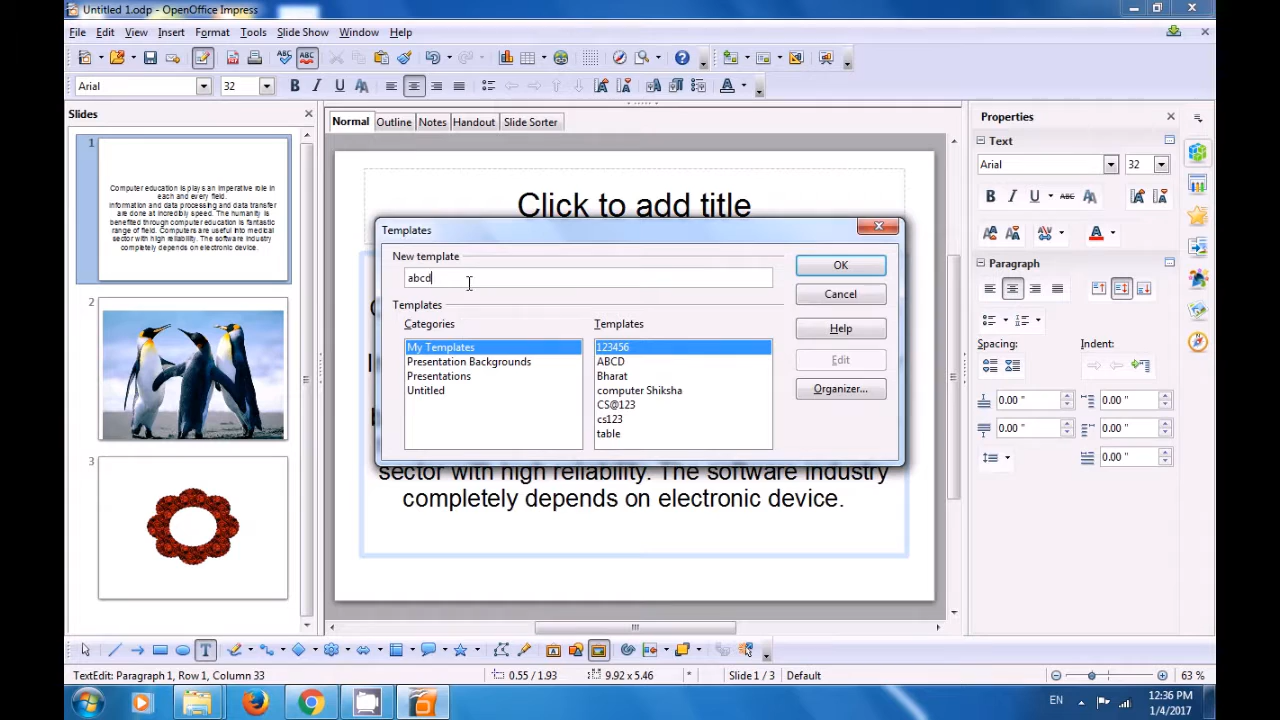 Untitled 1.odp - OpenOffice Impress
File Edit View Insert Format Tools Slide Show Window Help
Arial 32
Slides
Normal Outline Notes Handout Slide Sorter
1
Computer education is plays an imperative role in
each and every field.
Information and data processing and data transfer
are done at incredibly speed. The humanity is
benefited through computer education is fantastic
range of field. Computers are useful into medical
sector with high reliability. The software industry
completely depends on electronic device.
2
3
Click to add title
Templates
New template
abcd
Templates
Categories
My Templates
Presentation Backgrounds
Presentations
Untitled
Templates
123456
ABCD
Bharat
computer Shiksha
CS@123
cs123
table
OK
Cancel
Help
Edit
Organizer...
sector with high reliability. The software industry
completely depends on electronic device.
Properties
Text
Arial 32
Paragraph
Spacing: Indent:
0.00 " 0.00 "
0.00 " 0.00 "
0.00 "
TextEdit: Paragraph 1, Row 1, Column 33 0.55 / 1.93 9.92 x 5.46 * Slide 1 / 3 Default 63 %
EN 12:36 PM
1/4/2017